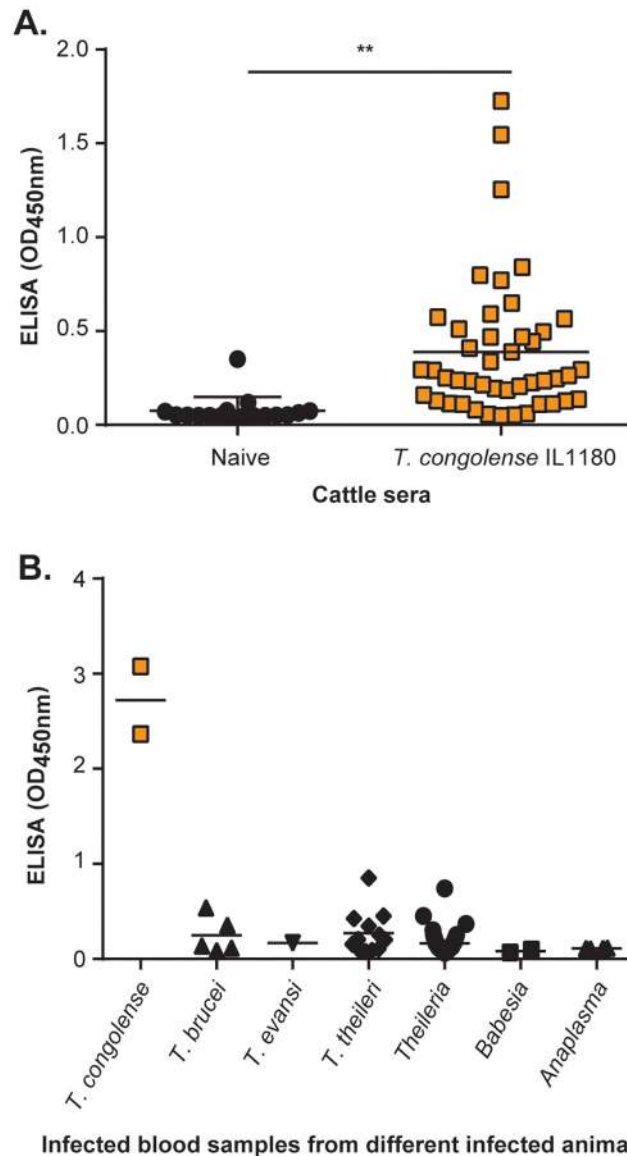 A.
**
2.0
1.5
1.0
0.5
0.0
ELISA (OD450nm)
Naive
T. congolense IL1180
Cattle sera
B.
4
3
2
1
0
ELISA (OD450nm)
T. congolense
T. brucei
T. evansi
T. theileri
Theileria
Babesia
Anaplasma
Infected blood samples from different infected anima